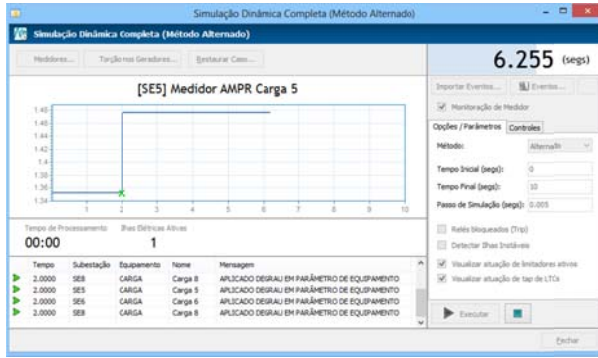 Simulação Dinâmica Completa (Método Alternado)
Simulação Dinâmica Completa (Método Alternado)
Medidores... Torção nos Geradores... Restaurar Caso...
6.255 (segs)
[SE5] Medidor AMPR Carga 5
Importar Eventos... Eventos...
Monitoração de Medidor
Opções / Parâmetros Controles
Método: Alternado
Tempo Inicial (segs): 0
Tempo Final (segs): 10
Passo de Simulação (segs): 0.005
Relés bloqueados (Trip)
Detectar Ilhas Instáveis
Visualizar atuação de limitadores ativos
Visualizar atuação de tap de LTCs
Executar
1.48
1.46
1.44
1.42
1.4
1.38
1.36
1.34
1 2 3 4 5 6 7 8 9 10
Tempo de Processamento Ilhas Elétricas Ativas
00:00 1
Tempo Subestação Equipamento Nome Mensagem
2.0000 SE8 CARGA Carga 8 APLICADO DEGRAU EM PARÂMETRO DE EQUIPAMENTO
2.0000 SE5 CARGA Carga 5 APLICADO DEGRAU EM PARÂMETRO DE EQUIPAMENTO
2.0000 SE6 CARGA Carga 6 APLICADO DEGRAU EM PARÂMETRO DE EQUIPAMENTO
2.0000 SE8 CARGA Carga 8 APLICADO DEGRAU EM PARÂMETRO DE EQUIPAMENTO
Fechar